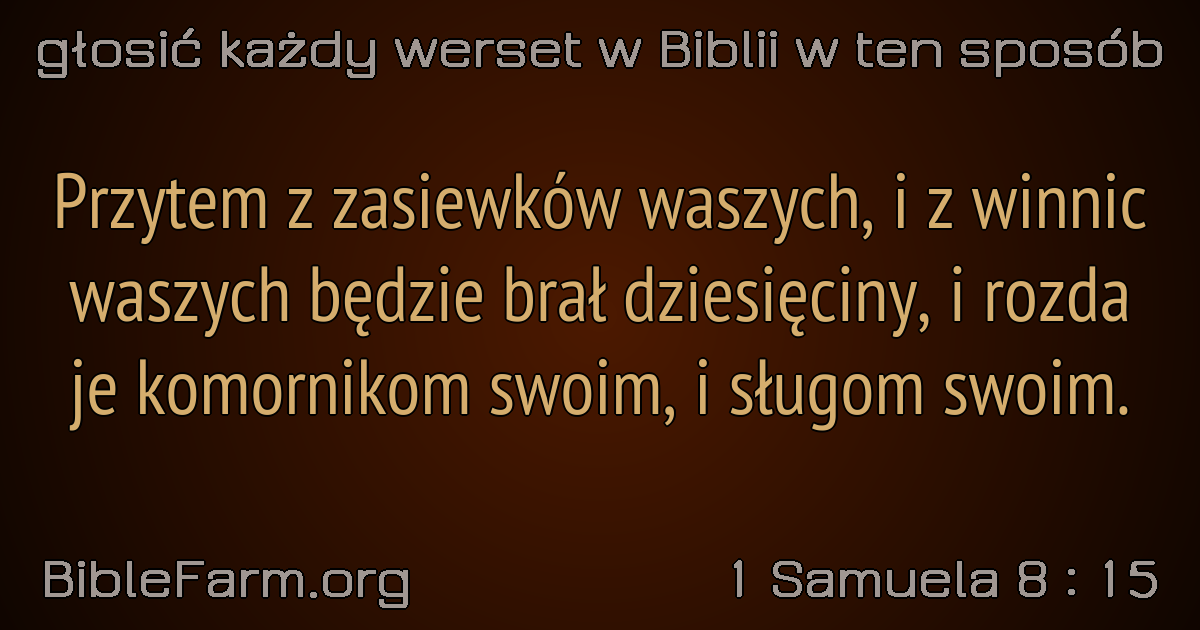 głosić każdy werset w Biblii w ten sposób
Przytem z zasiewków waszych, i z winnic
waszych będzie brał dziesięciny, i rozda
je komornikom swoim, i sługom swoim.
BibleFarm.org
1 Samuela 8 : 15